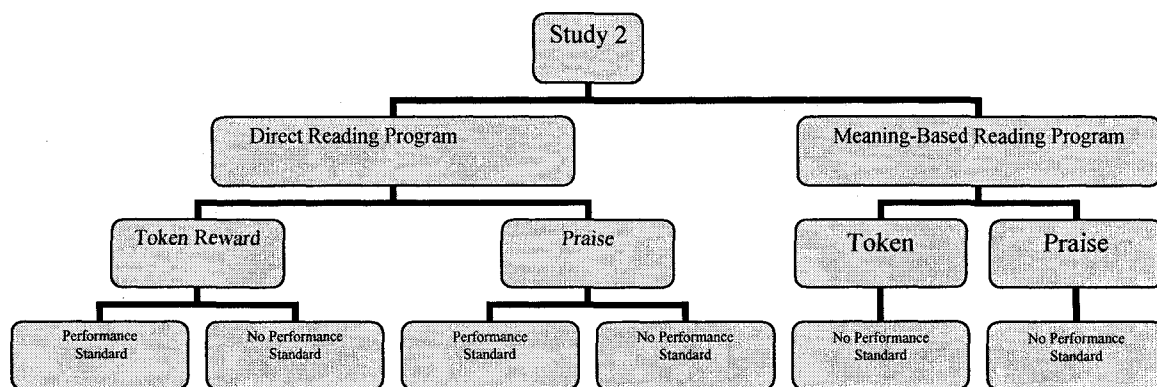 Study 2
Direct Reading Program
Meaning-Based Reading Program
Token Reward
Praise
Token
Praise
Performance
Standard
No Performance
Standard
Performance
Standard
No Performance
Standard
No Performance
Standard
No Performance
Standard